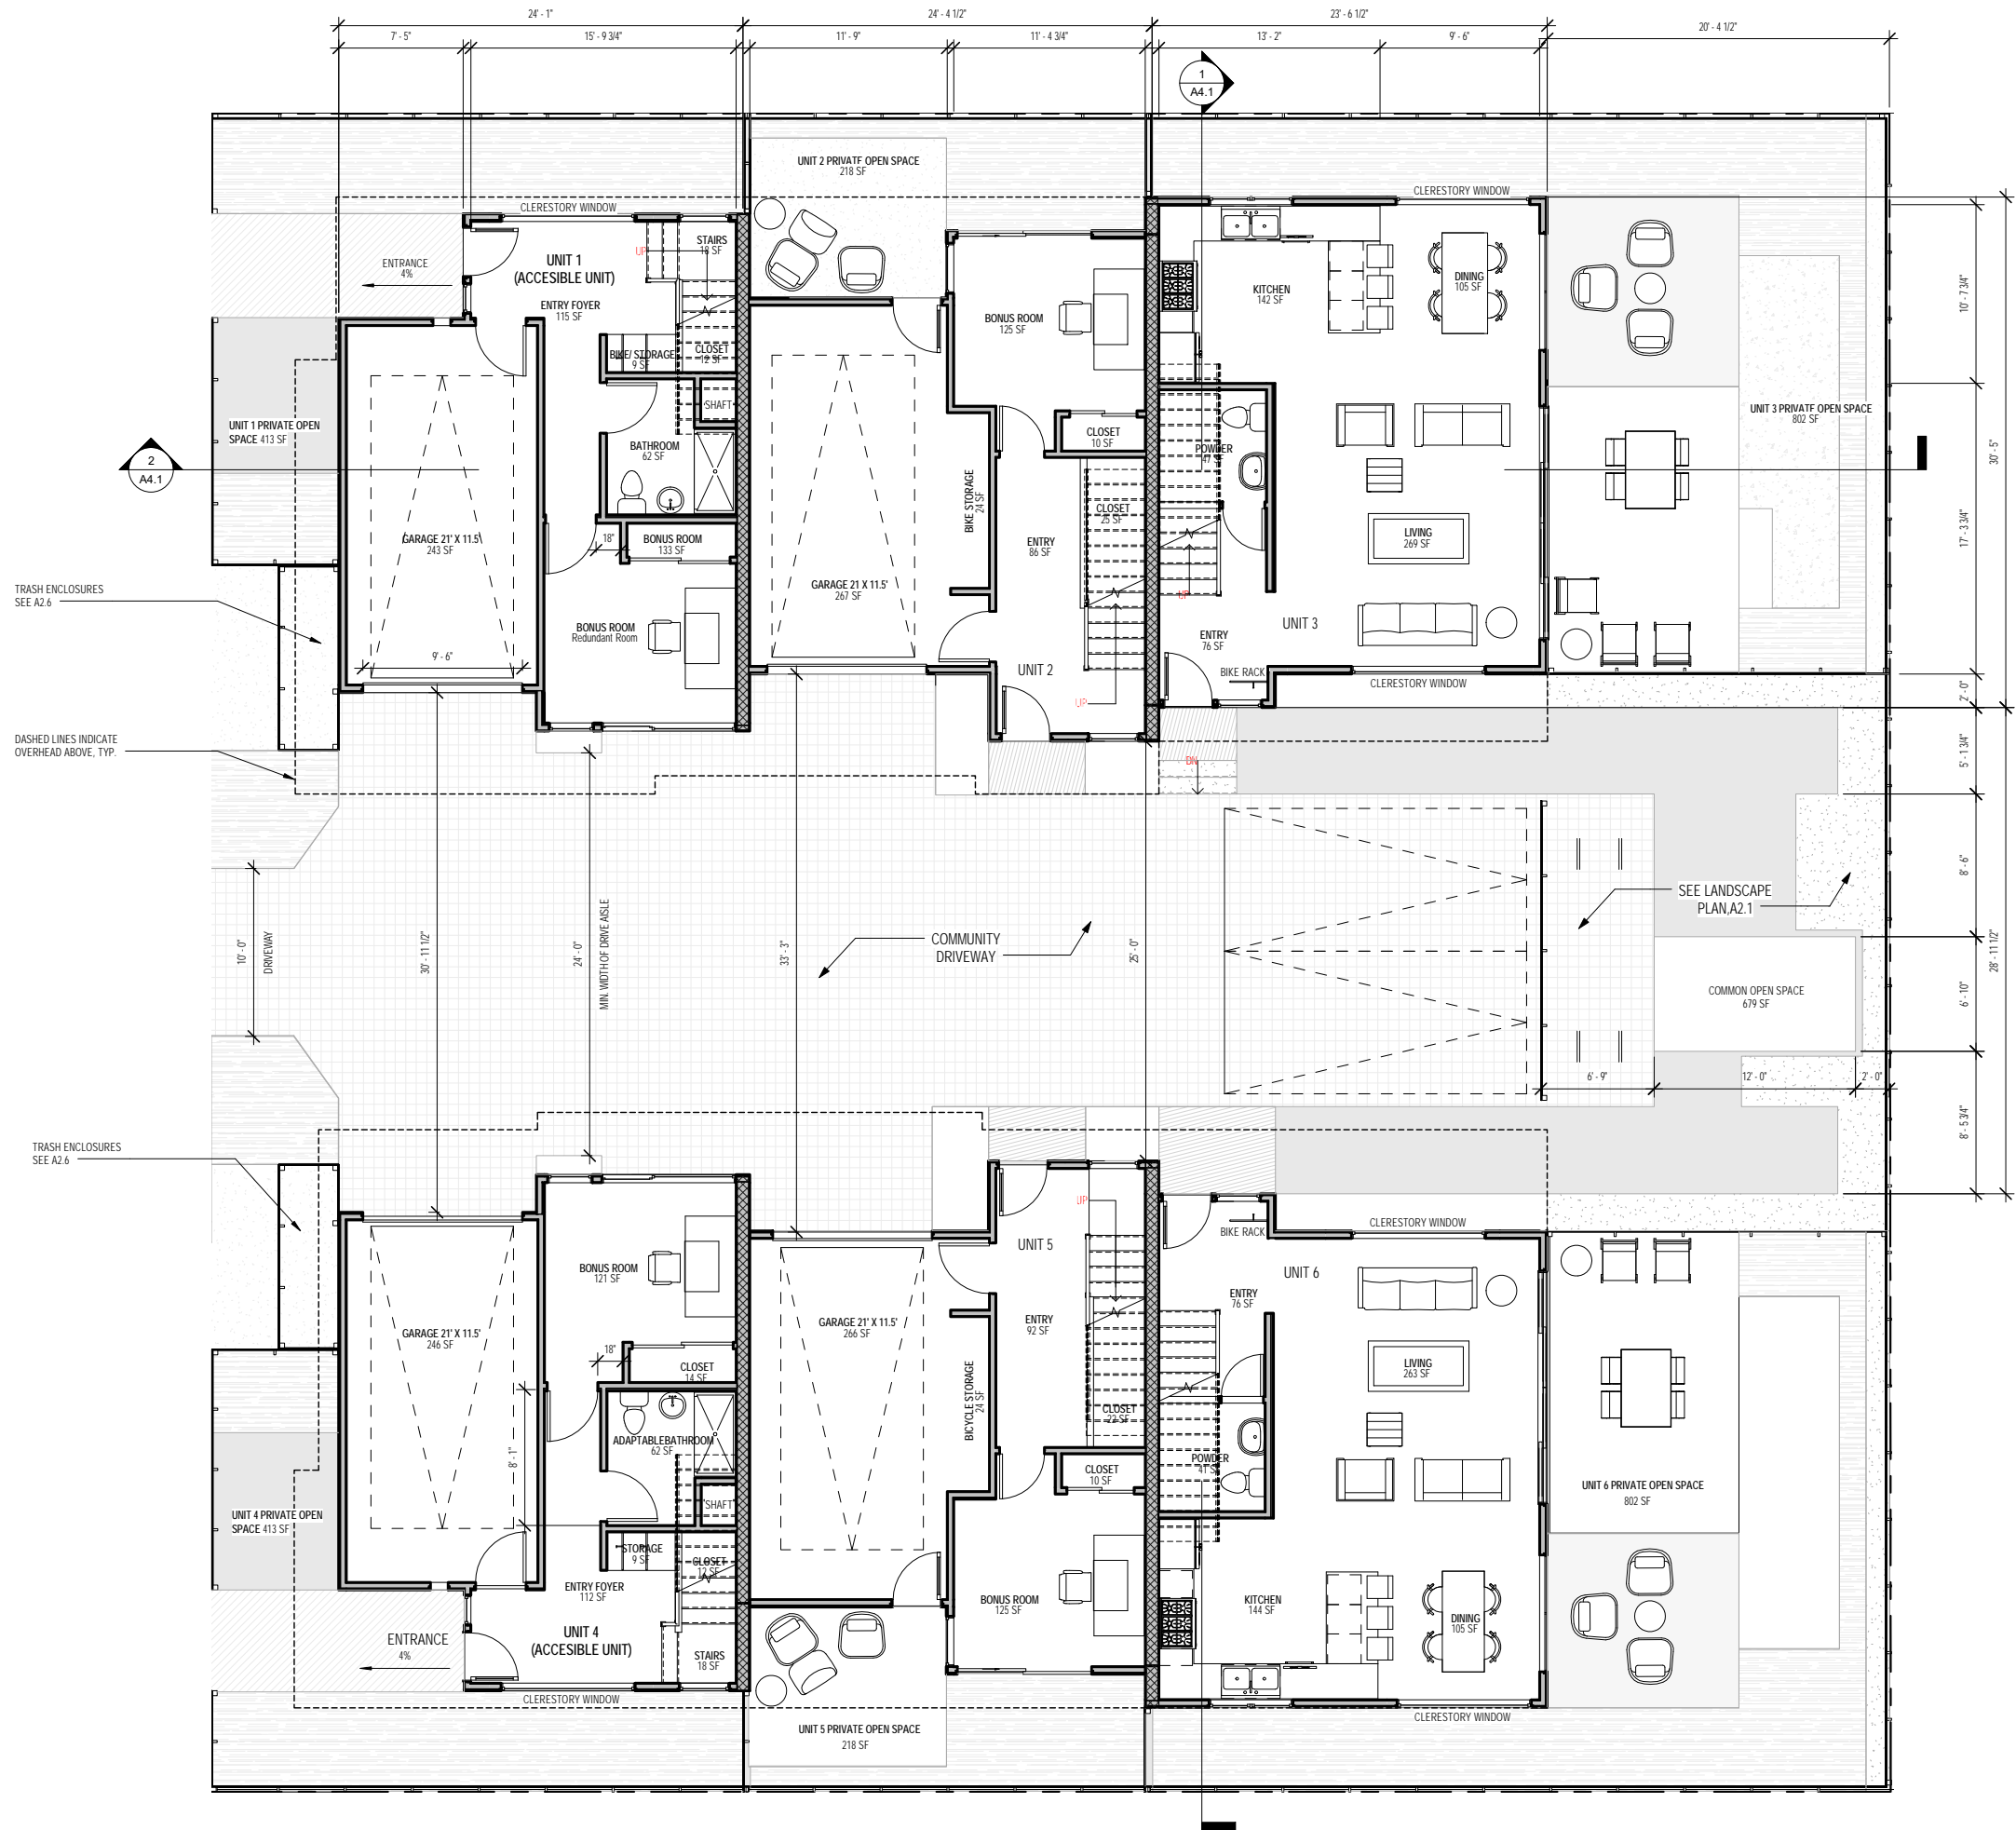 24' - 1"
24' - 4 1/2"
23' - 6 1/2"
20' - 4 1/2"
7' - 5"
15' - 9 3/4"
11' - 9"
11' - 4 3/4"
13' - 2"
9' - 6"
1
A4.1
UNIT 2 PRIVATE OPEN SPACE
218 SF
CLERESTORY WINDOW
CLERESTORY WINDOW
ENTRANCE
4%
UNIT 1
(ACCESIBLE UNIT)
ENTRY FOYER
115 SF
UP
STAIRS
18 SF
BIKE/ STORAGE
9 SF
CLOSET
12 SF
SHAFT
BATHROOM
62 SF
BONUS ROOM
125 SF
CLOSET
10 SF
KITCHEN
142 SF
DINING
105 SF
10' - 7 3/4"
UNIT 1 PRIVATE OPEN
SPACE 413 SF
2
A4.1
GARAGE 21' X 11.5'
243 SF
18"
BONUS ROOM
133 SF
BONUS ROOM
Redundant Room
9' - 6"
BIKE STORAGE
24 SF
GARAGE 21 X 11.5'
267 SF
ENTRY
86 SF
CLOSET
25 SF
UNIT 2
UP
POWDER
47 SF
UP
LIVING
269 SF
ENTRY
76 SF
UNIT 3
BIKE RACK
CLERESTORY WINDOW
UNIT 3 PRIVATE OPEN SPACE
802 SF
17' - 3 3/4"
30' - 5"
2' - 0"
TRASH ENCLOSURES
SEE A2.6
DASHED LINES INDICATE
OVERHEAD ABOVE, TYP.
DN
5' - 1 3/4"
8' - 6"
10' - 0"
DRIVEWAY
30' - 11 1/2"
24' - 0"
MIN. WIDTH OF DRIVE AISLE
33' - 3"
COMMUNITY
DRIVEWAY
25' - 0"
SEE LANDSCAPE
PLAN,A2.1
COMMON OPEN SPACE
679 SF
28' - 11 1/2"
6' - 10"
6' - 9"
12' - 0"
2' - 0"
8' - 5 3/4"
TRASH ENCLOSURES
SEE A2.6
BONUS ROOM
121 SF
GARAGE 21' X 11.5'
246 SF
18"
CLOSET
14 SF
8' - 1"
ADAPTABLEBATHROOM
62 SF
SHAFT
STORAGE
9 SF
CLOSET
12 SF
ENTRY FOYER
112 SF
UNIT 4
(ACCESIBLE UNIT)
STAIRS
18 SF
UNIT 4 PRIVATE OPEN
SPACE 413 SF
ENTRANCE
4%
CLERESTORY WINDOW
UP
UNIT 5
GARAGE 21' X 11.5'
266 SF
ENTRY
92 SF
BICYCLE STORAGE
24 SF
CLOSET
22 SF
CLOSET
10 SF
BONUS ROOM
125 SF
UNIT 5 PRIVATE OPEN SPACE
218 SF
BIKE RACK
CLERESTORY WINDOW
UNIT 6
ENTRY
76 SF
LIVING
263 SF
POWDER
41 SF
KITCHEN
144 SF
DINING
105 SF
UNIT 6 PRIVATE OPEN SPACE
802 SF
CLERESTORY WINDOW